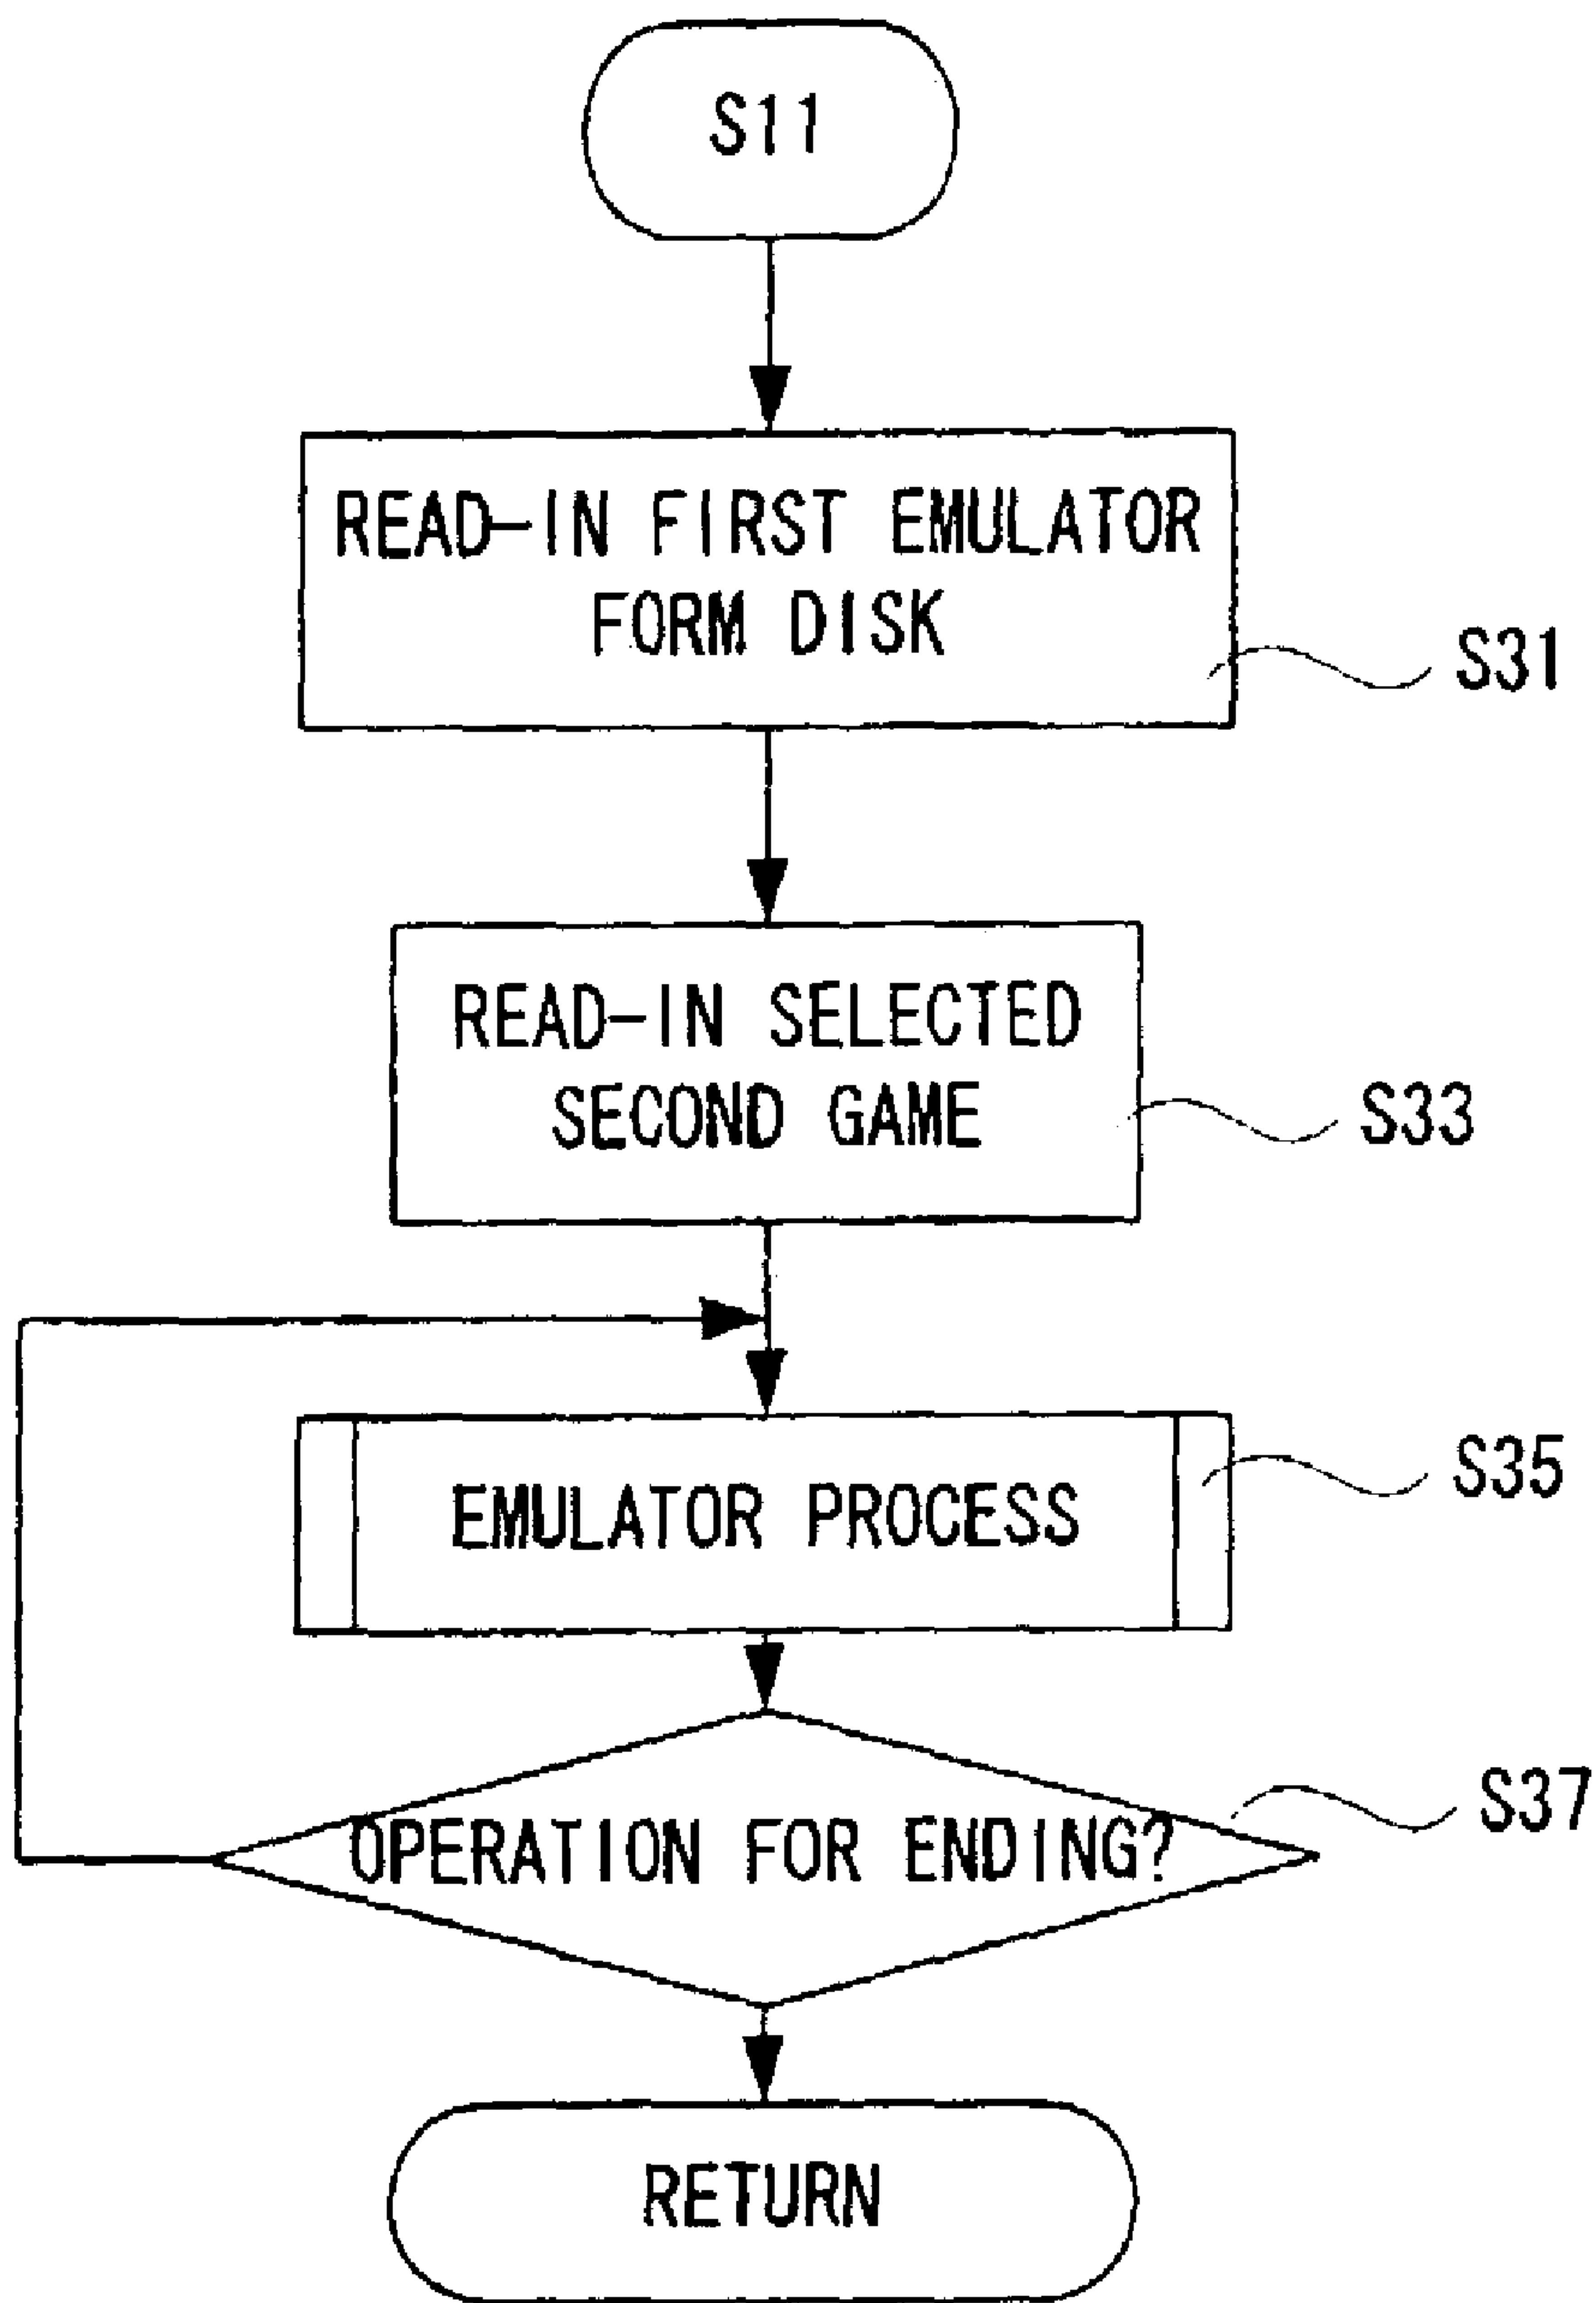 S11
READ-IN FIRST EMULATOR
FORM DISK
S31
READ-IN SELECTED
SECOND GAME
S33
EMULATOR PROCESS
S35
OPERATION FOR ENDING?
S37
RETURN